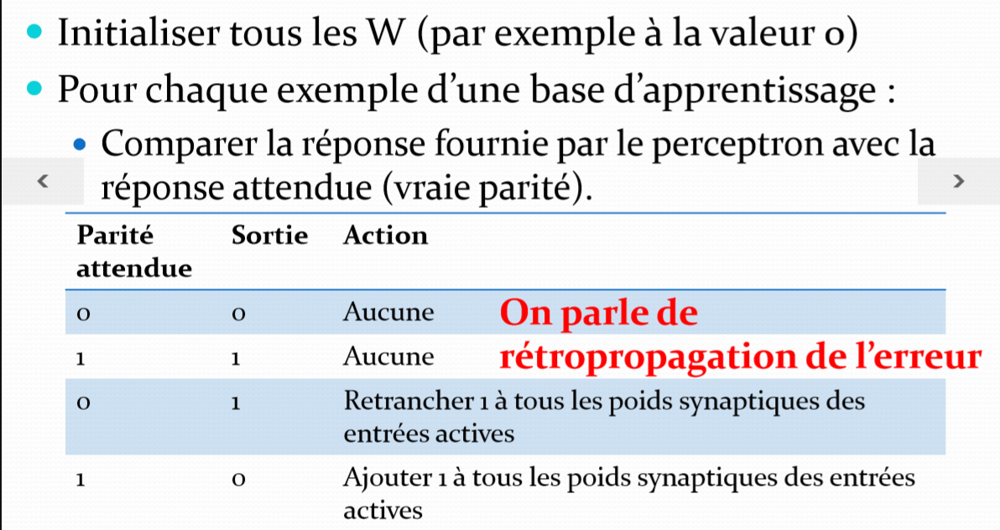 Initialiser tous les W (par exemple à la valeur 0)
Pour chaque exemple d'une base d'apprentissage :
Comparer la réponse fournie par le perceptron avec la
réponse attendue (vraie parité).
Parité attendue Sortie Action
0 0 Aucune
1 1 Aucune
On parle de
rétropropagation de l'erreur
0 1 Retrancher 1 à tous les poids synaptiques des
entrées actives
1 0 Ajouter 1 à tous les poids synaptiques des entrées
actives